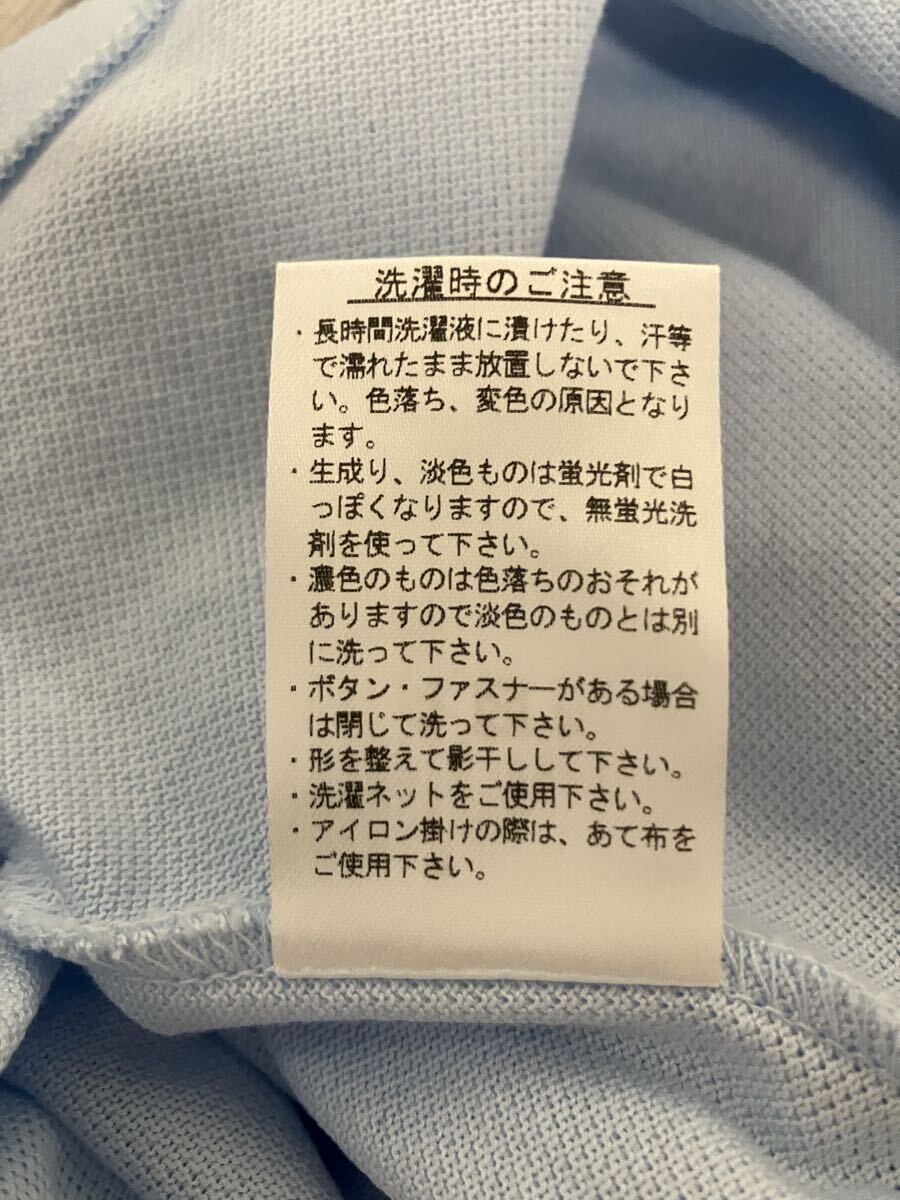 洗濯時のご注意
・長時間洗濯液に漬けたり、汗等
で濡れたまま放置しないで下さ
い。色落ち、変色の原因となり
ます。
・生成り、淡色ものは蛍光剤で白
っぽくなりますので、無蛍光洗
剤を使って下さい。
・濃色のものは色落ちのおそれが
ありますので淡色のものとは別
に洗って下さい。
・ボタン・ファスナーがある場合
は閉じて洗って下さい。
・形を整えて影干しして下さい。
・洗濯ネットをご使用下さい。
・アイロン掛けの際は、あて布を
ご使用下さい。